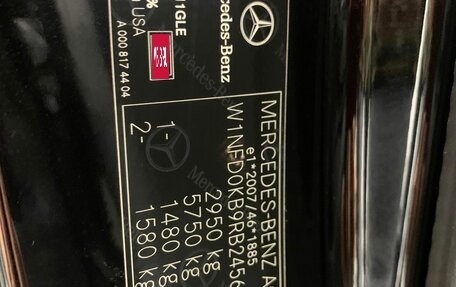 MERCEDES-BENZ A
e1*2007/46*1885
W1NFD0KB9RB2456
2950 kg
5750 kg
1- 1480 kg
2- 1580 kg
Mercedes-Benz
11GLE
%
USA
A 000 817 44 04